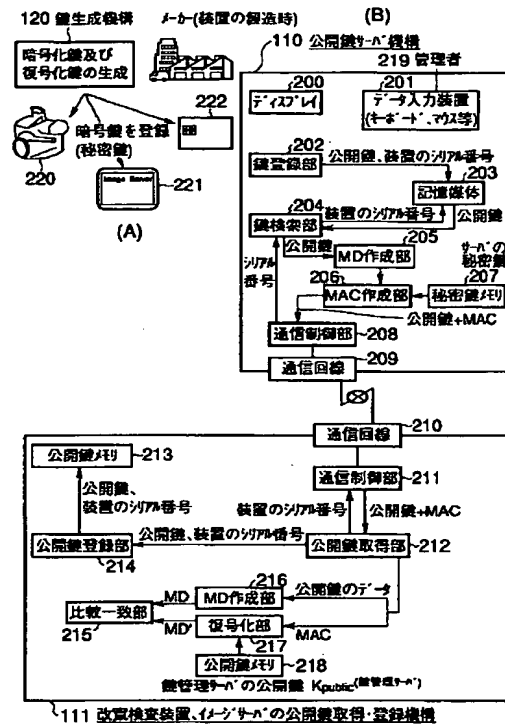 120 鍵生成機構
メーカー(装置の製造時)
暗号化鍵及び
復号化鍵の生成
222
暗号鍵を登録
(秘密鍵)
220
Image Server
221
(A)
(B)
110 公開鍵サーバ機構
219 管理者
200
ディスプレイ
201
データ入力装置
(キーボード、マウス等)
202
鍵登録部
公開鍵、装置のシリアル番号
203
記憶媒体
204
鍵検索部
装置のシリアル番号
公開鍵
公開鍵
205
MD作成部
サーバの
秘密鍵
シリアル
番号
206
MAC作成部
207
秘密鍵メモリ
公開鍵+MAC
通信制御部
208
通信回線
209
通信回線
210
通信制御部
211
公開鍵メモリ
213
公開鍵、
装置のシリアル番号
装置のシリアル番号
公開鍵+MAC
公開鍵登録部
214
公開鍵、装置のシリアル番号
公開鍵取得部
212
216
MD作成部
公開鍵のデータ
MD
比較一致部
215
MD'
復号化部
217
MAC
公開鍵メモリ
218
鍵管理サーバの公開鍵 Kpublic(鍵管理サーバ)
111 改竄検査装置、イメージサーバの公開鍵取得・登録機構